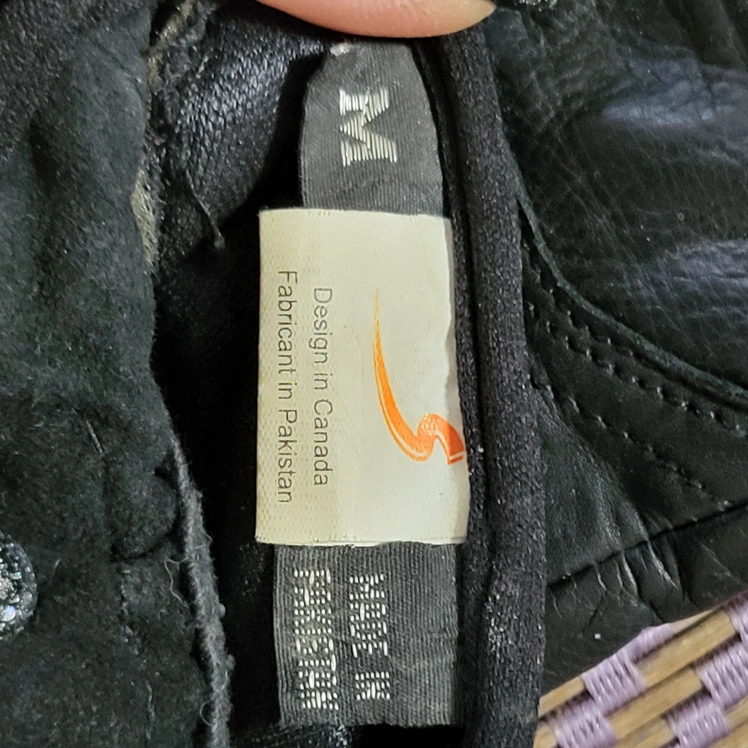 M
Design in Canada
Fabricant in Pakistan
MADE IN
PAKISTAN